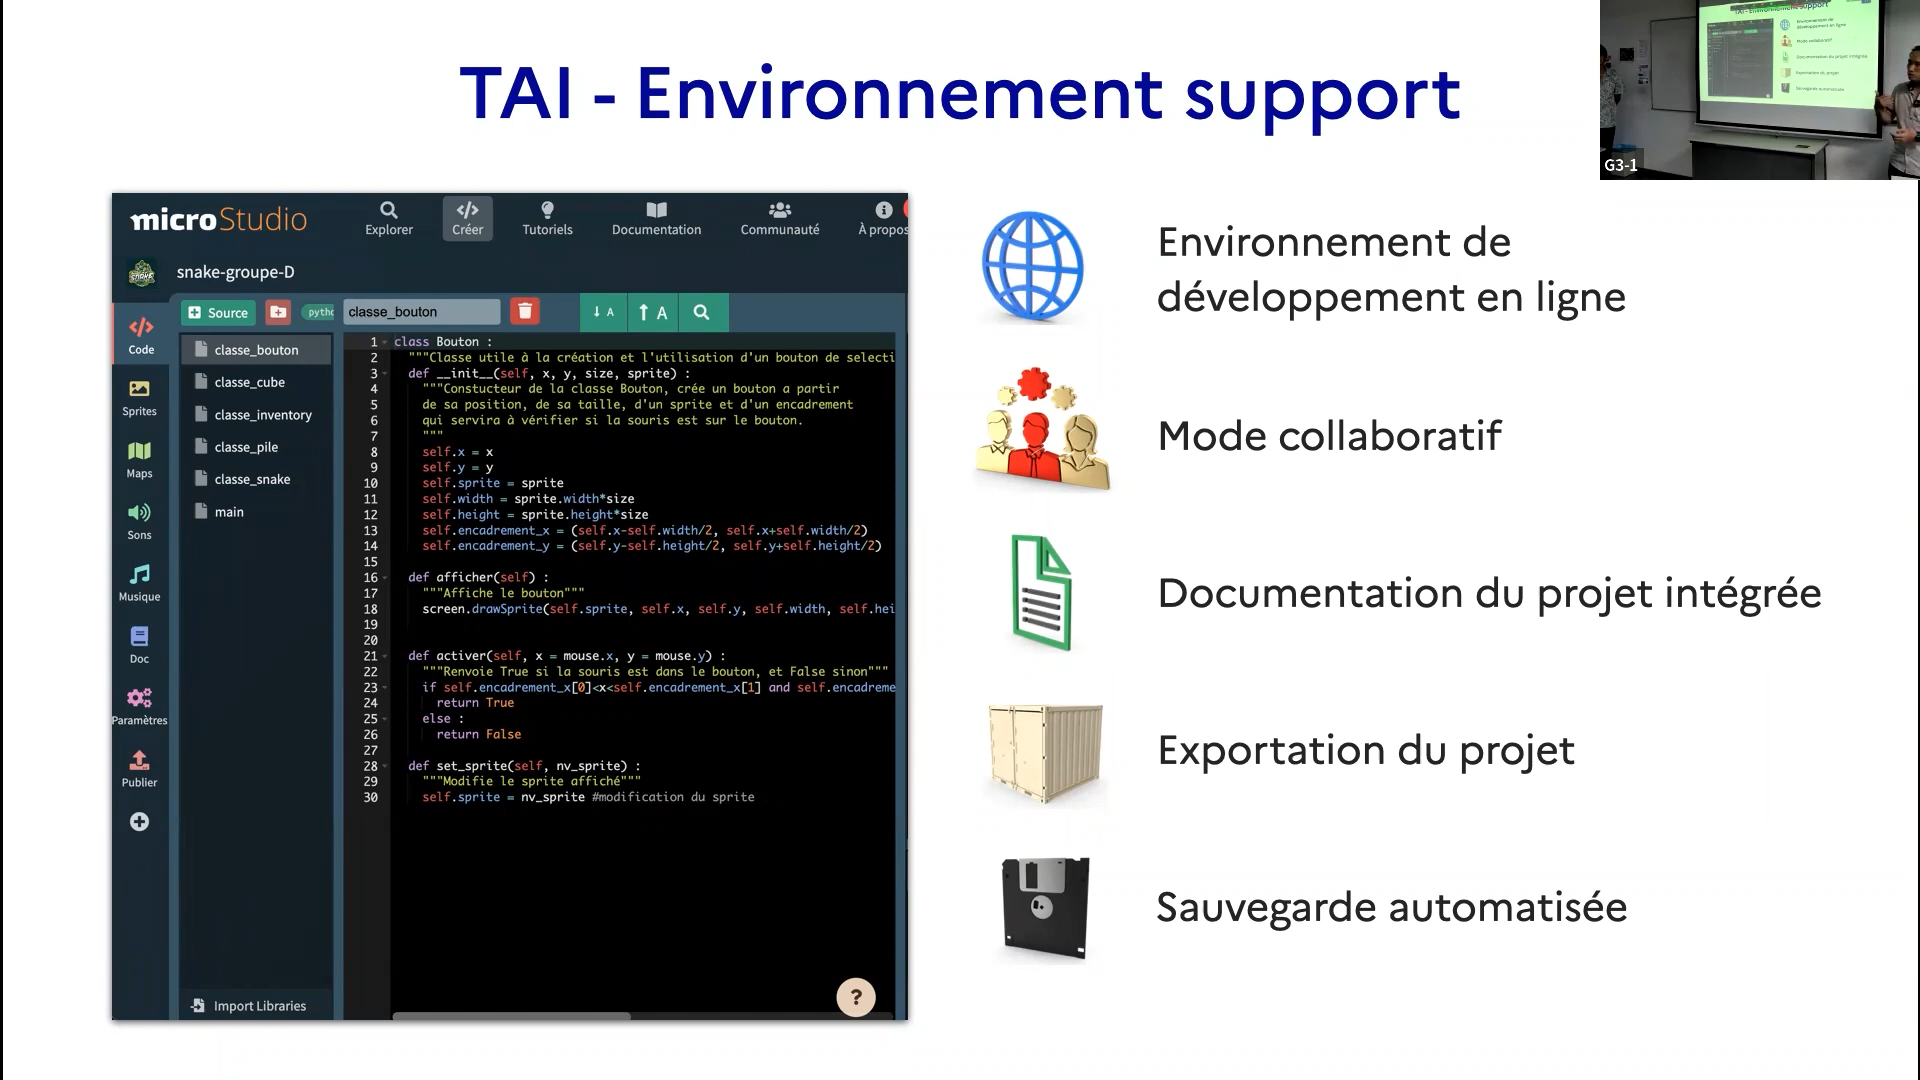 TAI - Environnement support
G3-1
microStudio
Explorer
Créer
Tutoriels
Documentation
Communauté
À propos
snake-groupe-D
Source
classe_bouton
Code
Sprites
Maps
Sons
Musique
Doc
Paramètres
Publier
classe_bouton
classe_cube
classe_inventory
classe_pile
classe_snake
main
Import Libraries
↓ A
↑ A
1 class Bouton :
2 """Classe utile à la création et l'utilisation d'un bouton de selecti
3 def __init__(self, x, y, size, sprite) :
4 """Constucteur de la classe Bouton, crée un bouton a partir
5 de sa position, de sa taille, d'un sprite et d'un encadrement
6 qui servira à vérifier si la souris est sur le bouton.
7 """
8 self.x = x
9 self.y = y
10 self.sprite = sprite
11 self.width = sprite.width*size
12 self.height = sprite.height*size
13 self.encadrement_x = (self.x-self.width/2, self.x+self.width/2)
14 self.encadrement_y = (self.y-self.height/2, self.y+self.height/2)
15
16 def afficher(self) :
17 """Affiche le bouton"""
18 screen.drawSprite(self.sprite, self.x, self.y, self.width, self.hei
19
20
21 def activer(self, x = mouse.x, y = mouse.y) :
22 """Renvoie True si la souris est dans le bouton, et False sinon"""
23 if self.encadrement_x[0]<x<self.encadrement_x[1] and self.encadreme
24 return True
25 else :
26 return False
27
28 def set_sprite(self, nv_sprite) :
29 """Modifie le sprite affiché"""
30 self.sprite = nv_sprite #modification du sprite
?
Environnement de
développement en ligne
Mode collaboratif
Documentation du projet intégrée
Exportation du projet
Sauvegarde automatisée